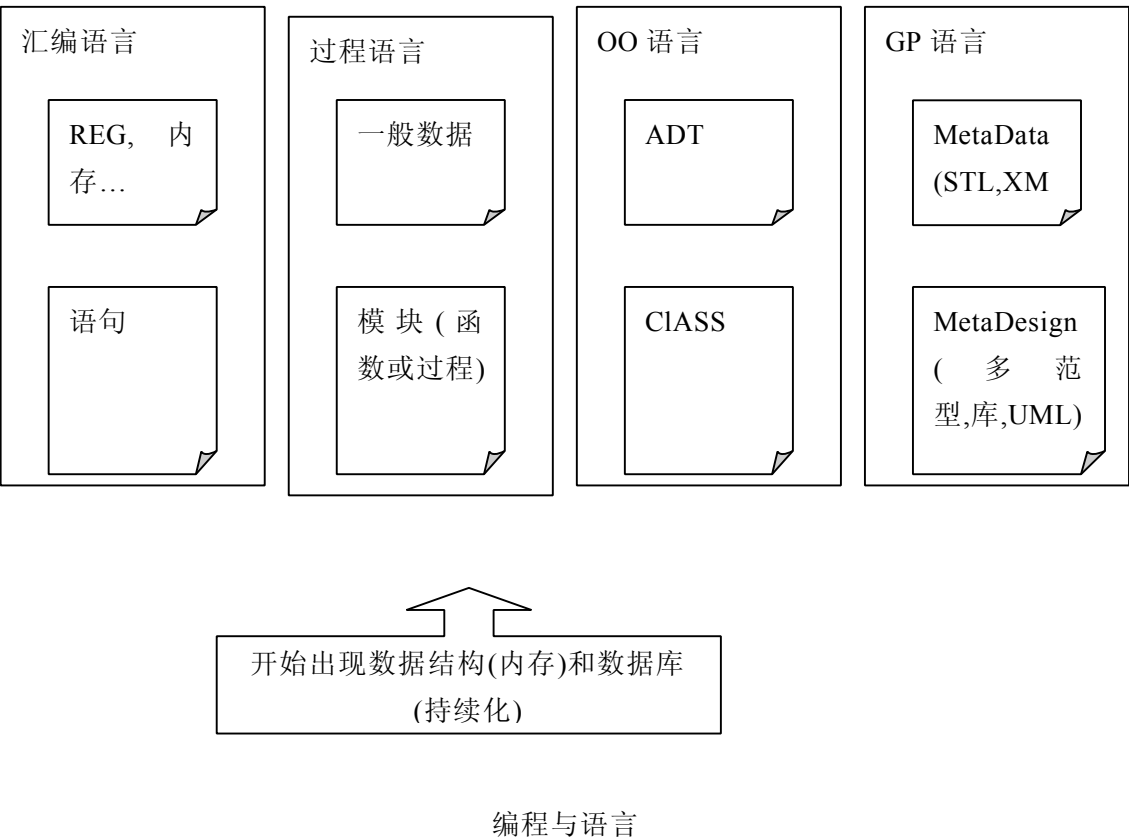 汇编语言
REG, 内
存…
语句
过程语言
一般数据
模块(函
数或过程)
OO 语言
ADT
ClASS
GP 语言
MetaData
(STL,XM
MetaDesign
( 多 范
型,库,UML)
开始出现数据结构(内存)和数据库
(持续化)
编程与语言